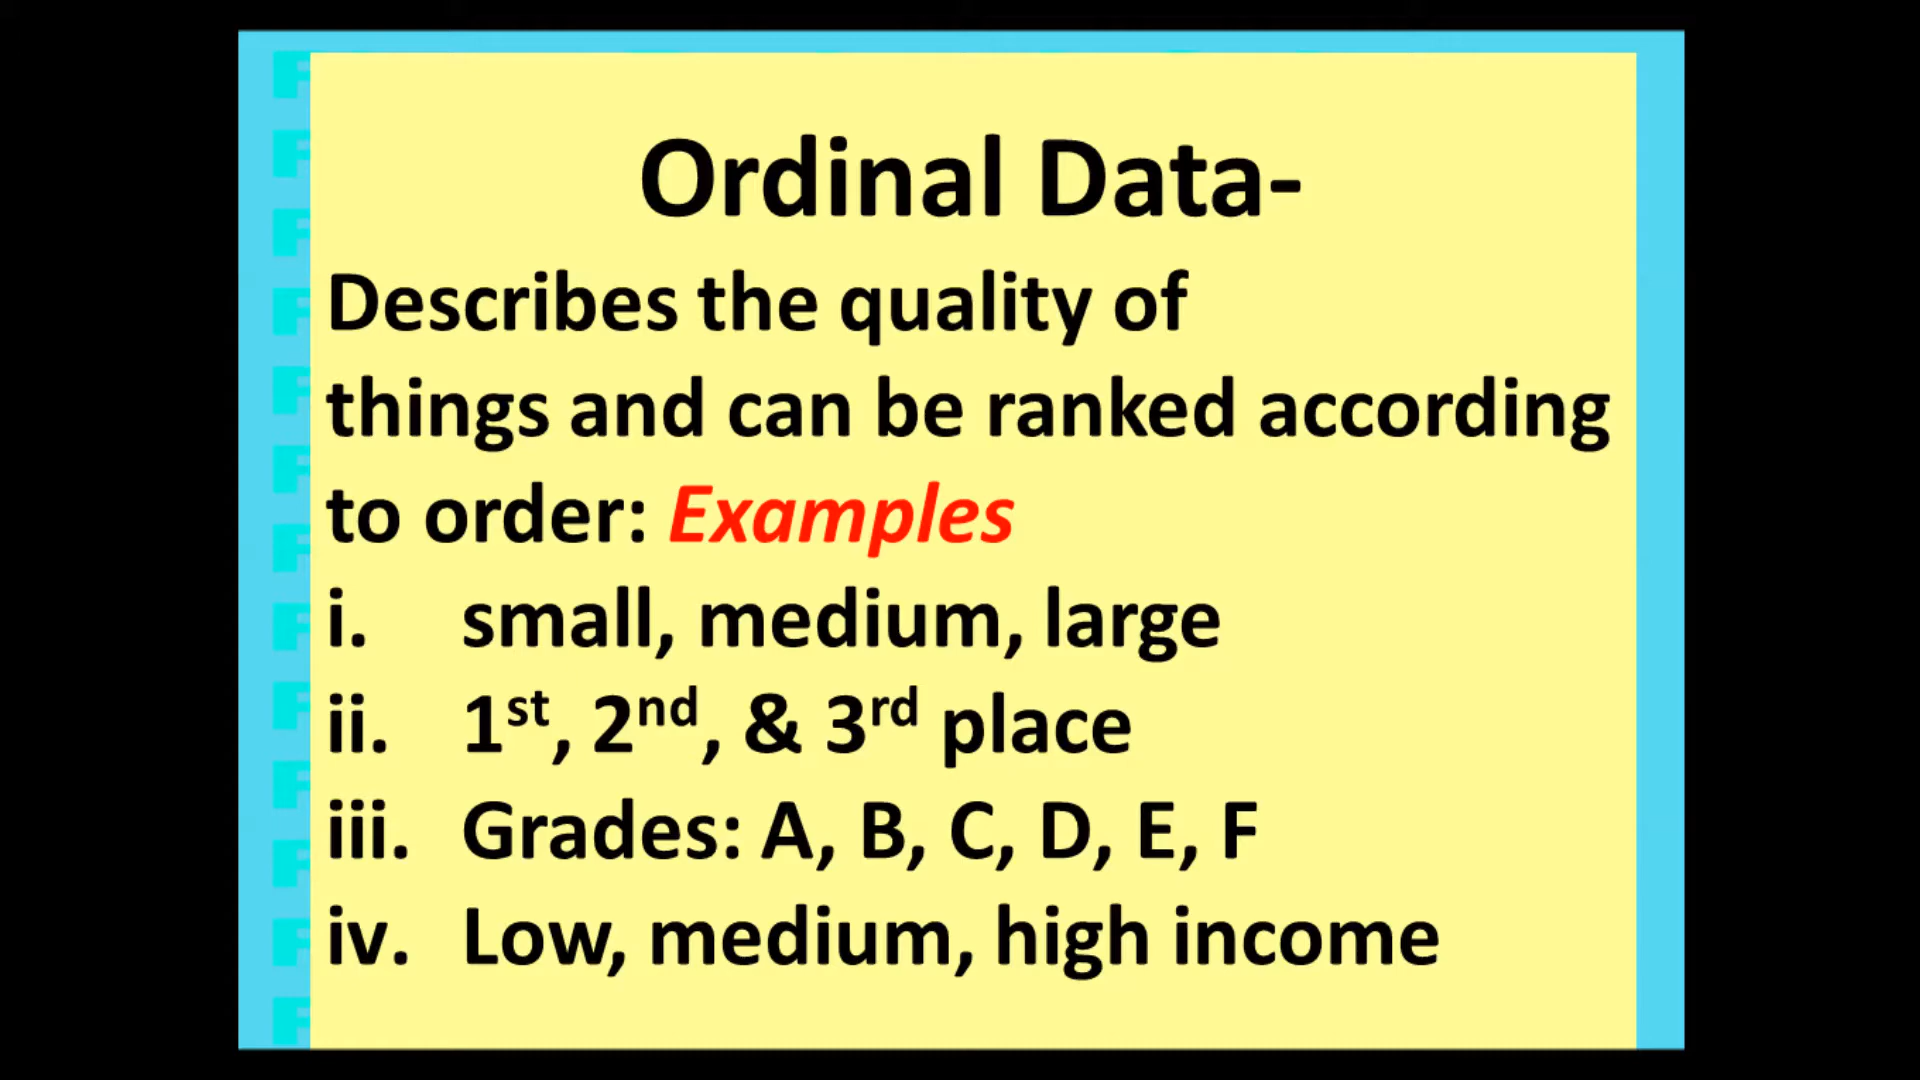 Ordinal Data-
Describes the quality of
things and can be ranked according
to order: Examples
i. small, medium, large
ii. 1st, 2nd, & 3rd place
iii. Grades: A, B, C, D, E, F
iv. Low, medium, high income